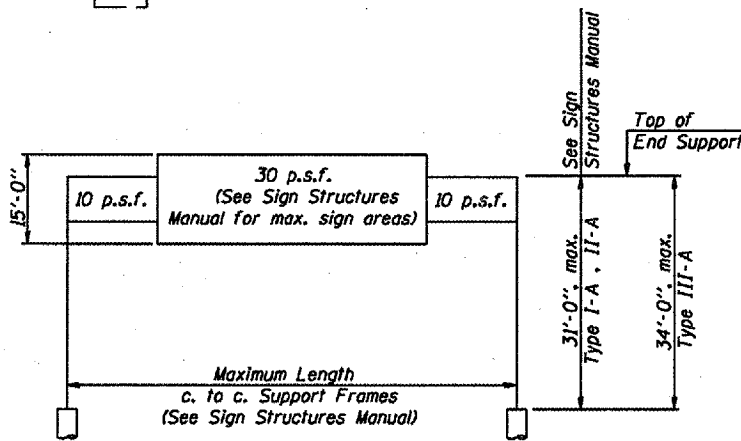 See Sign
Structures Manual
Top of
End Support
15'-0"
10 p.s.f.
30 p.s.f.
(See Sign Structures
Manual for max. sign areas)
10 p.s.f.
31'-0", max.
Type I-A , II-A
34'-0", max.
Type III-A
Maximum Length
c. to c. Support Frames
(See Sign Structures Manual)